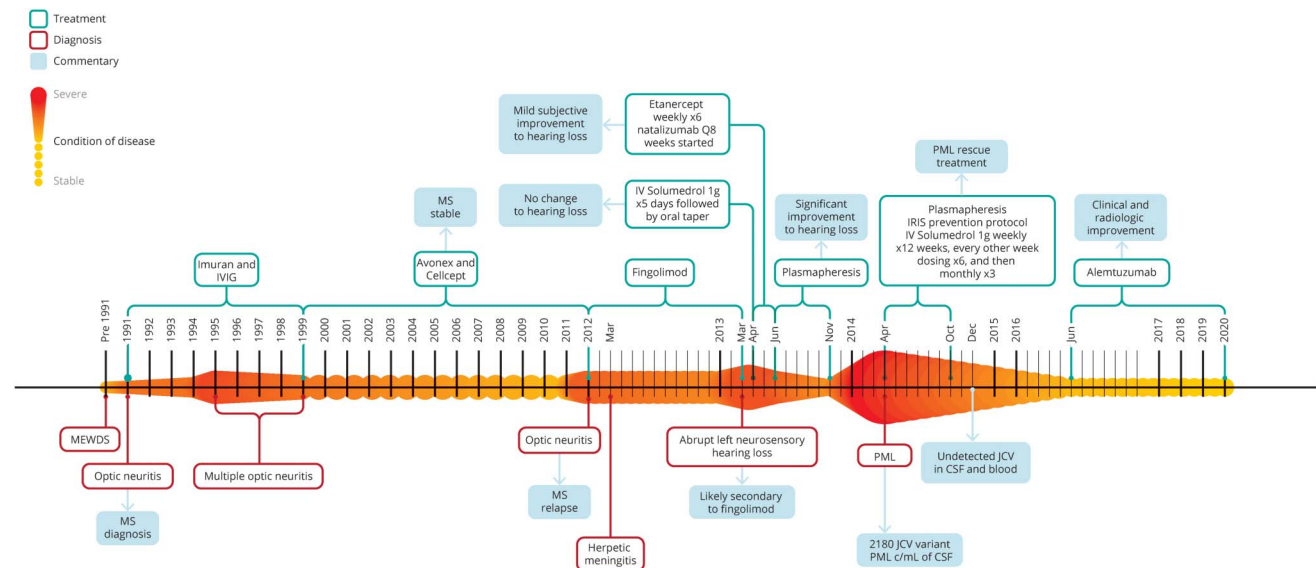 Treatment
Diagnosis
Commentary
Severe
Condition of disease
Stable
Mild subjective
improvement
to hearing loss
Etanercept
weekly x6
natalizumab Q8
weeks started
No change
to hearing loss
IV Solumedrol 1g
x5 days followed
by oral taper
MS
stable
Significant
improvement
to hearing loss
PML rescue
treatment
Plasmapheresis
IRIS prevention protocol
IV Solumedrol 1g weekly
x12 weeks, every other week
dosing x6, and then
monthly x3
Clinical and
radiologic
improvement
Imuran and
IVIG
Avonex and
Cellcept
Fingolimod
Plasmapheresis
Alemtuzumab
Pre 1991
1991
1992
1993
1994
1995
1996
1997
1998
1999
2000
2001
2002
2003
2004
2005
2006
2007
2008
2009
2010
2011
2012
Mar
2013
Mar
Apr
Jun
Nov
2014
Apr
Oct
Dec
2015
2016
Jun
2017
2018
2019
2020
MEWDS
Optic neuritis
MS
diagnosis
Multiple optic neuritis
Optic neuritis
MS
relapse
Herpetic
meningitis
Abrupt left neurosensory
hearing loss
Likely secondary
to fingolimod
PML
2180 JCV variant
PML c/mL of CSF
Undetected JCV
in CSF and blood